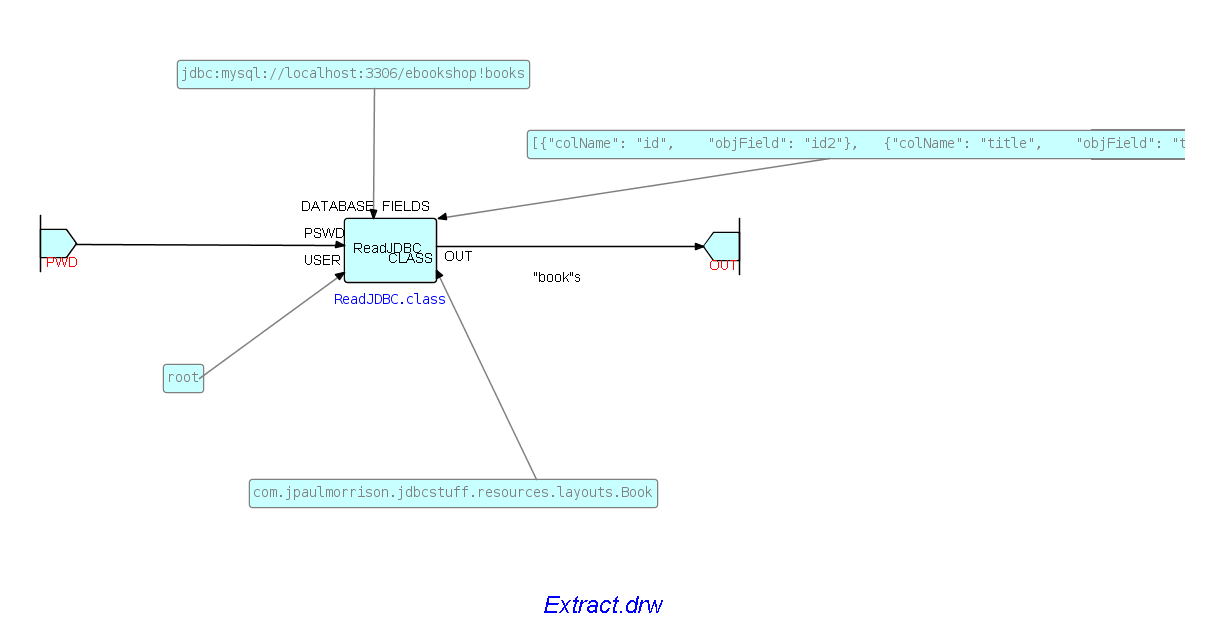 jdbc:mysql://localhost:3306/ebookshop!books
[{"colName": "id",    "objField": "id2"},   {"colName": "title",    "objField": "t
DATABASE FIELDS
PSWD
ReadJDBC
PWD
USER
CLASS
OUT
OUT
"book"s
ReadJDBC.class
root
com.jpaulmorrison.jdbcstuff.resources.layouts.Book
Extract.drw